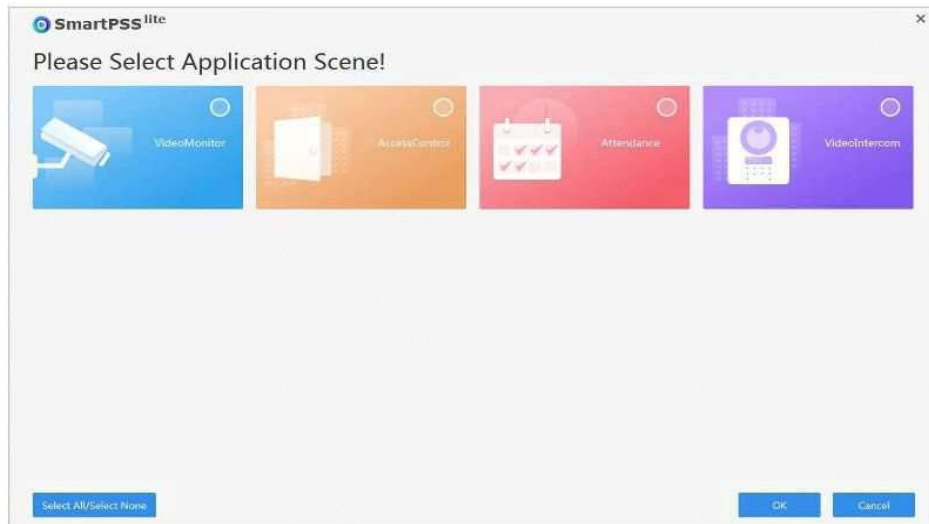 SmartPSS lite
Please Select Application Scene!
VideoMonitor
AccessControl
Attendance
VideoIntercom
Select All/Select None
OK
Cancel